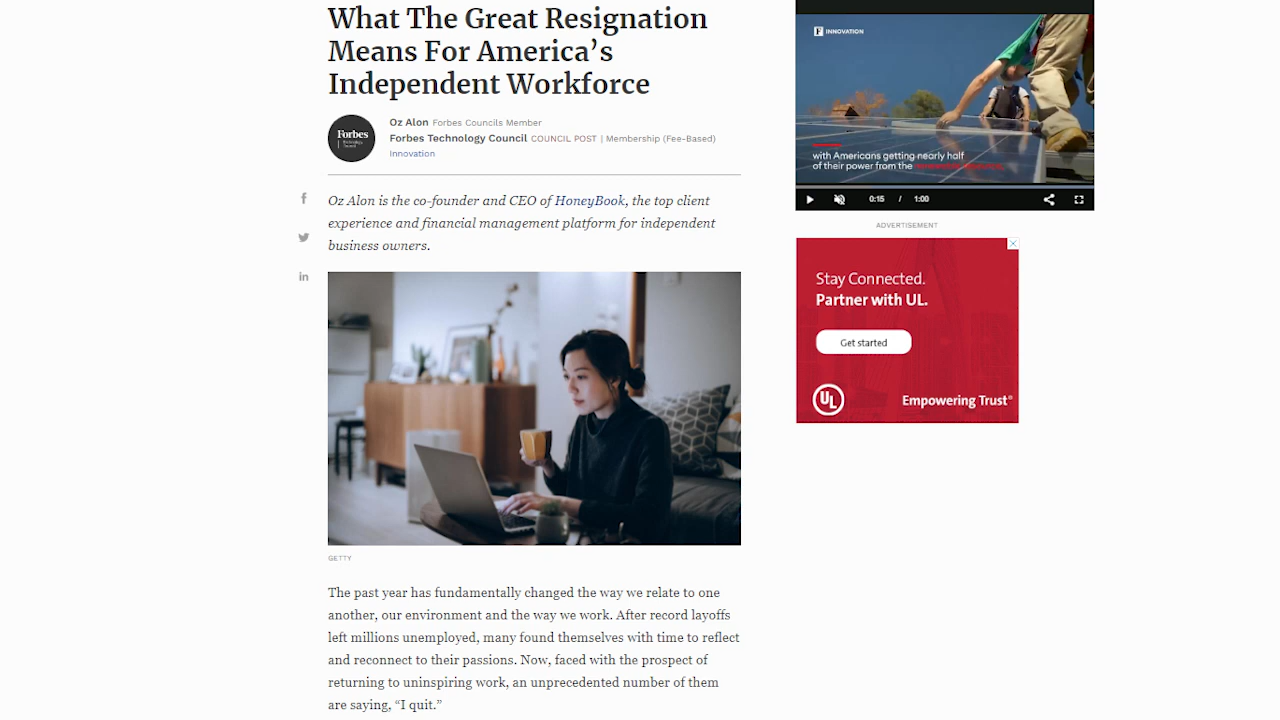 What The Great Resignation
Means For America’s
Independent Workforce
Forbes
Oz Alon Forbes Councils Member
Forbes Technology Council COUNCIL POST | Membership (Fee-Based)
Innovation
Oz Alon is the co-founder and CEO of HoneyBook, the top client
experience and financial management platform for independent
business owners.
GETTY
The past year has fundamentally changed the way we relate to one
another, our environment and the way we work. After record layoffs
left millions unemployed, many found themselves with time to reflect
and reconnect to their passions. Now, faced with the prospect of
returning to uninspiring work, an unprecedented number of them
are saying, “I quit.”
F INNOVATION
with Americans getting nearly half
of their power from the
0:15 / 1:00
ADVERTISEMENT
Stay Connected.
Partner with UL.
Get started
UL
Empowering Trust®